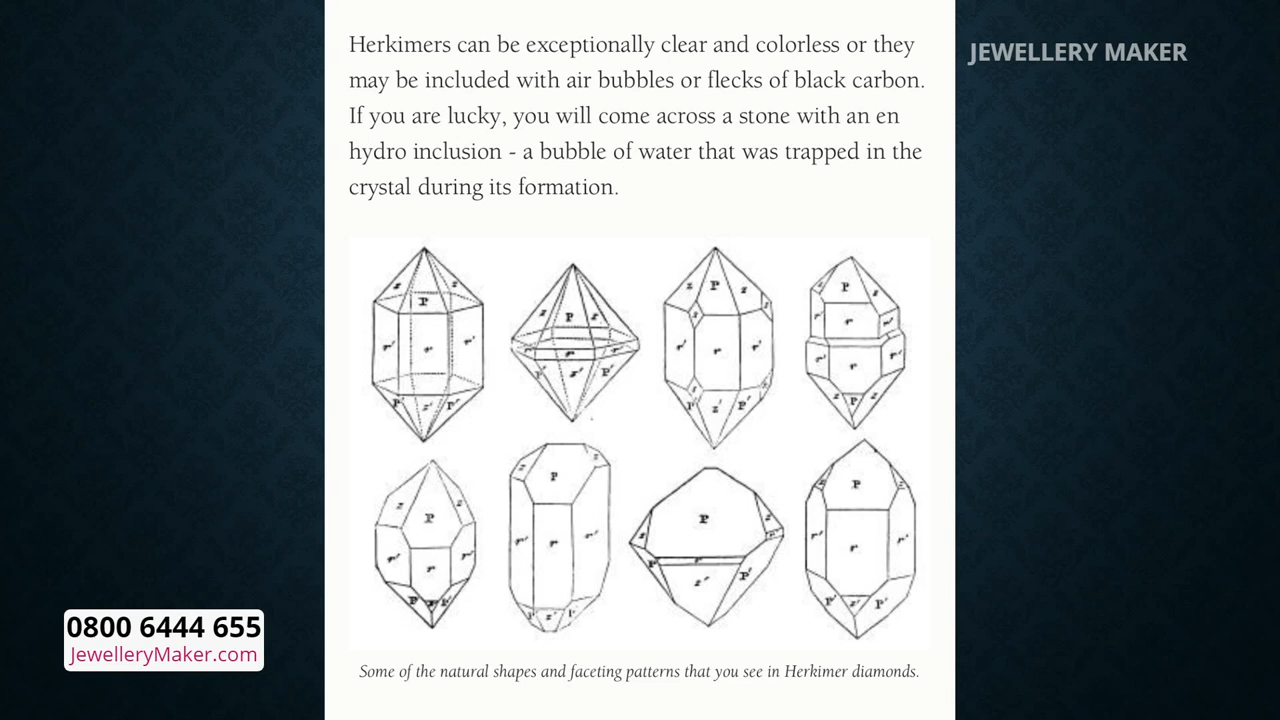 Herkimers can be exceptionally clear and colorless or they
may be included with air bubbles or flecks of black carbon.
If you are lucky, you will come across a stone with an en
hydro inclusion - a bubble of water that was trapped in the
crystal during its formation.
JEWELLERY MAKER
Some of the natural shapes and faceting patterns that you see in Herkimer diamonds.
0800 6444 655
JewelleryMaker.com